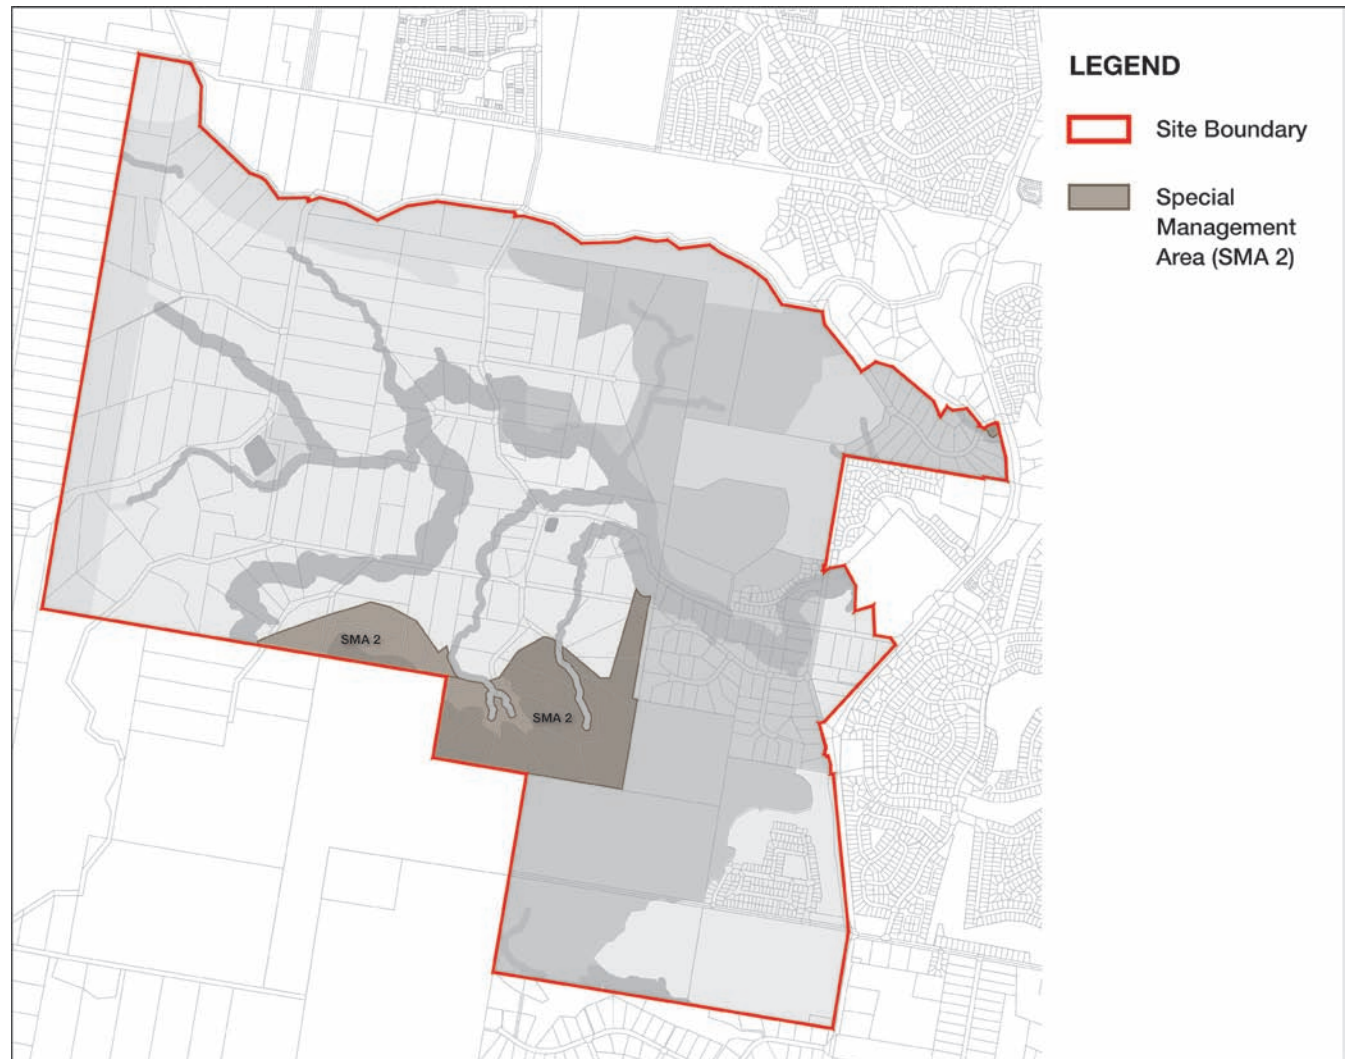 LEGEND
Site Boundary
Special
Management
Area (SMA 2)
SMA 2
SMA 2